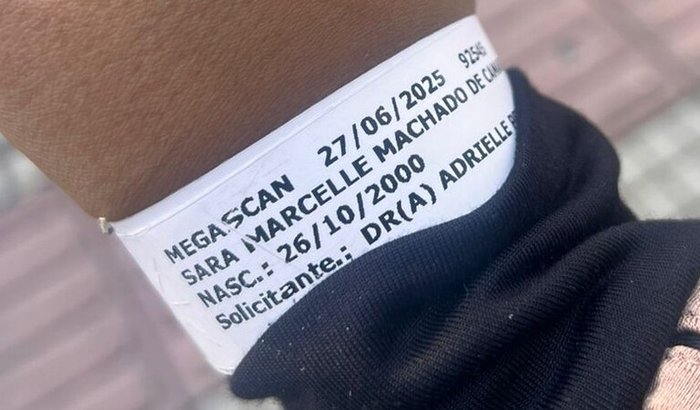 MEGASCAN 27/06/2025 92545
SARA MARCELLE MACHADO DE
NASC.: 26/10/2000
Solicitante.: DR(A) ADRIELLE